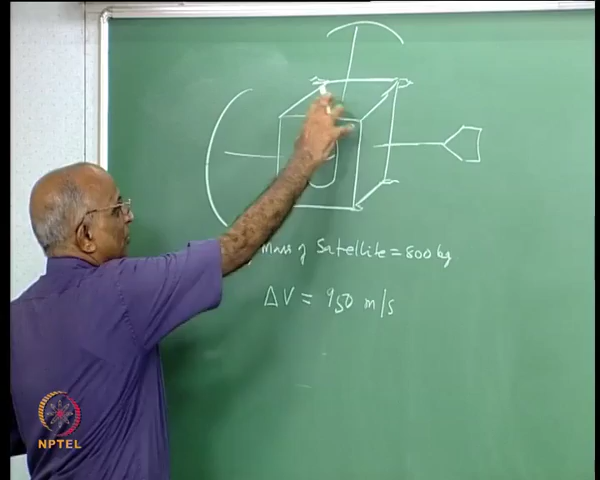 Mass of Satellite = 800 kg
ΔV = 950 m/s
NPTEL